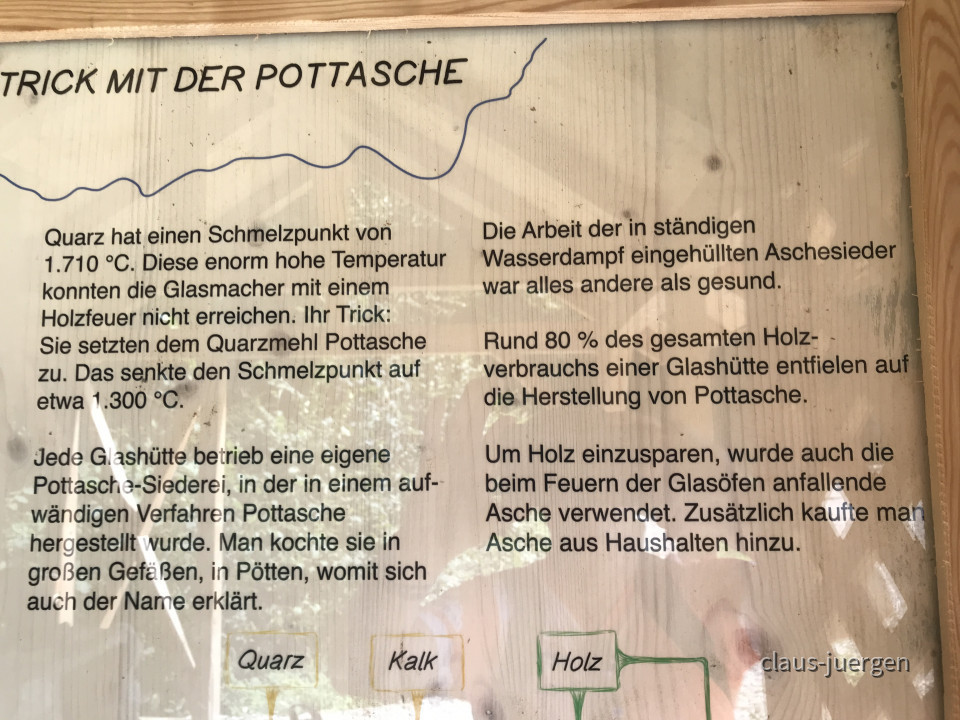 TRICK MIT DER POTTASCHE
Quarz hat einen Schmelzpunkt von
1.710 °C. Diese enorm hohe Temperatur
konnten die Glasmacher mit einem
Holzfeuer nicht erreichen. Ihr Trick:
Sie setzten dem Quarzmehl Pottasche
zu. Das senkte den Schmelzpunkt auf
etwa 1.300 °C.
Jede Glashütte betrieb eine eigene
Pottasche-Siederei, in der in einem auf-
wändigen Verfahren Pottasche
hergestellt wurde. Man kochte sie in
großen Gefäßen, in Pötten, womit sich
auch der Name erklärt.
Die Arbeit der in ständigen
Wasserdampf eingehüllten Aschesieder
war alles andere als gesund.
Rund 80 % des gesamten Holz-
verbrauchs einer Glashütte entfielen auf
die Herstellung von Pottasche.
Um Holz einzusparen, wurde auch die
beim Feuern der Glasöfen anfallende
Asche verwendet. Zusätzlich kaufte man
Asche aus Haushalten hinzu.
Quarz
Kalk
Holz
claus-juergen